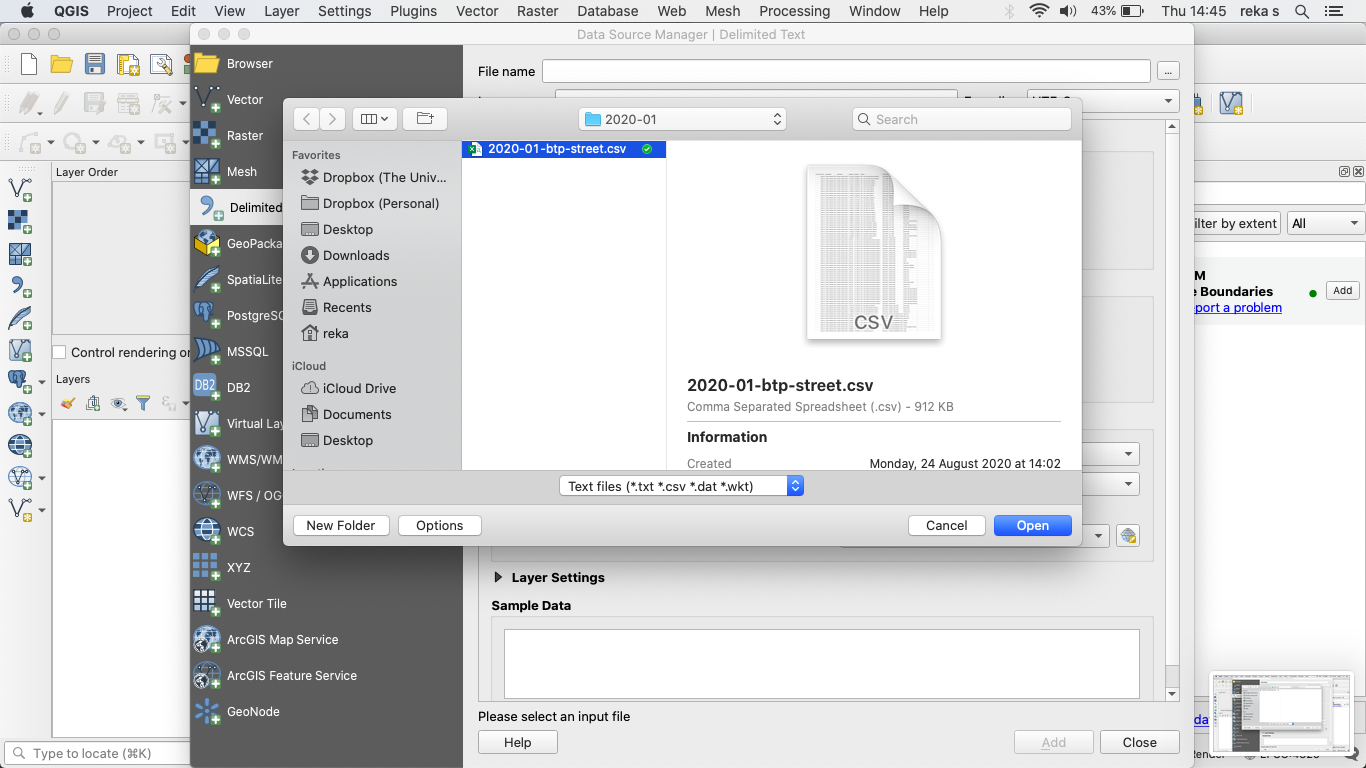 QGIS Project Edit View Layer Settings Plugins Vector Raster Database Web Mesh Processing Window Help 43% Thu 14:45 reka s
Data Source Manager | Delimited Text
Browser
Vector
Raster
Mesh
Delimited
GeoPacka
SpatiaLite
PostgreSQ
MSSQL
DB2
DB2
Virtual Lay
WMS/WM
WFS / OG
WCS
XYZ
Vector Tile
ArcGIS Map Service
ArcGIS Feature Service
GeoNode
File name
...
2020-01
Search
Favorites
Dropbox (The Univ...
Dropbox (Personal)
Desktop
Downloads
Applications
Recents
reka
iCloud
iCloud Drive
Documents
Desktop
2020-01-btp-street.csv
CSV
2020-01-btp-street.csv
Comma Separated Spreadsheet (.csv) - 912 KB
Information
Created Monday, 24 August 2020 at 14:02
Text files (*.txt *.csv *.dat *.wkt)
New Folder Options Cancel Open
Layer Settings
Sample Data
Please select an input file
Help Add Close
Layer Order
Control rendering or
Layers
Type to locate (⌘K)
ilter by extent All
M
e Boundaries
port a problem
Add